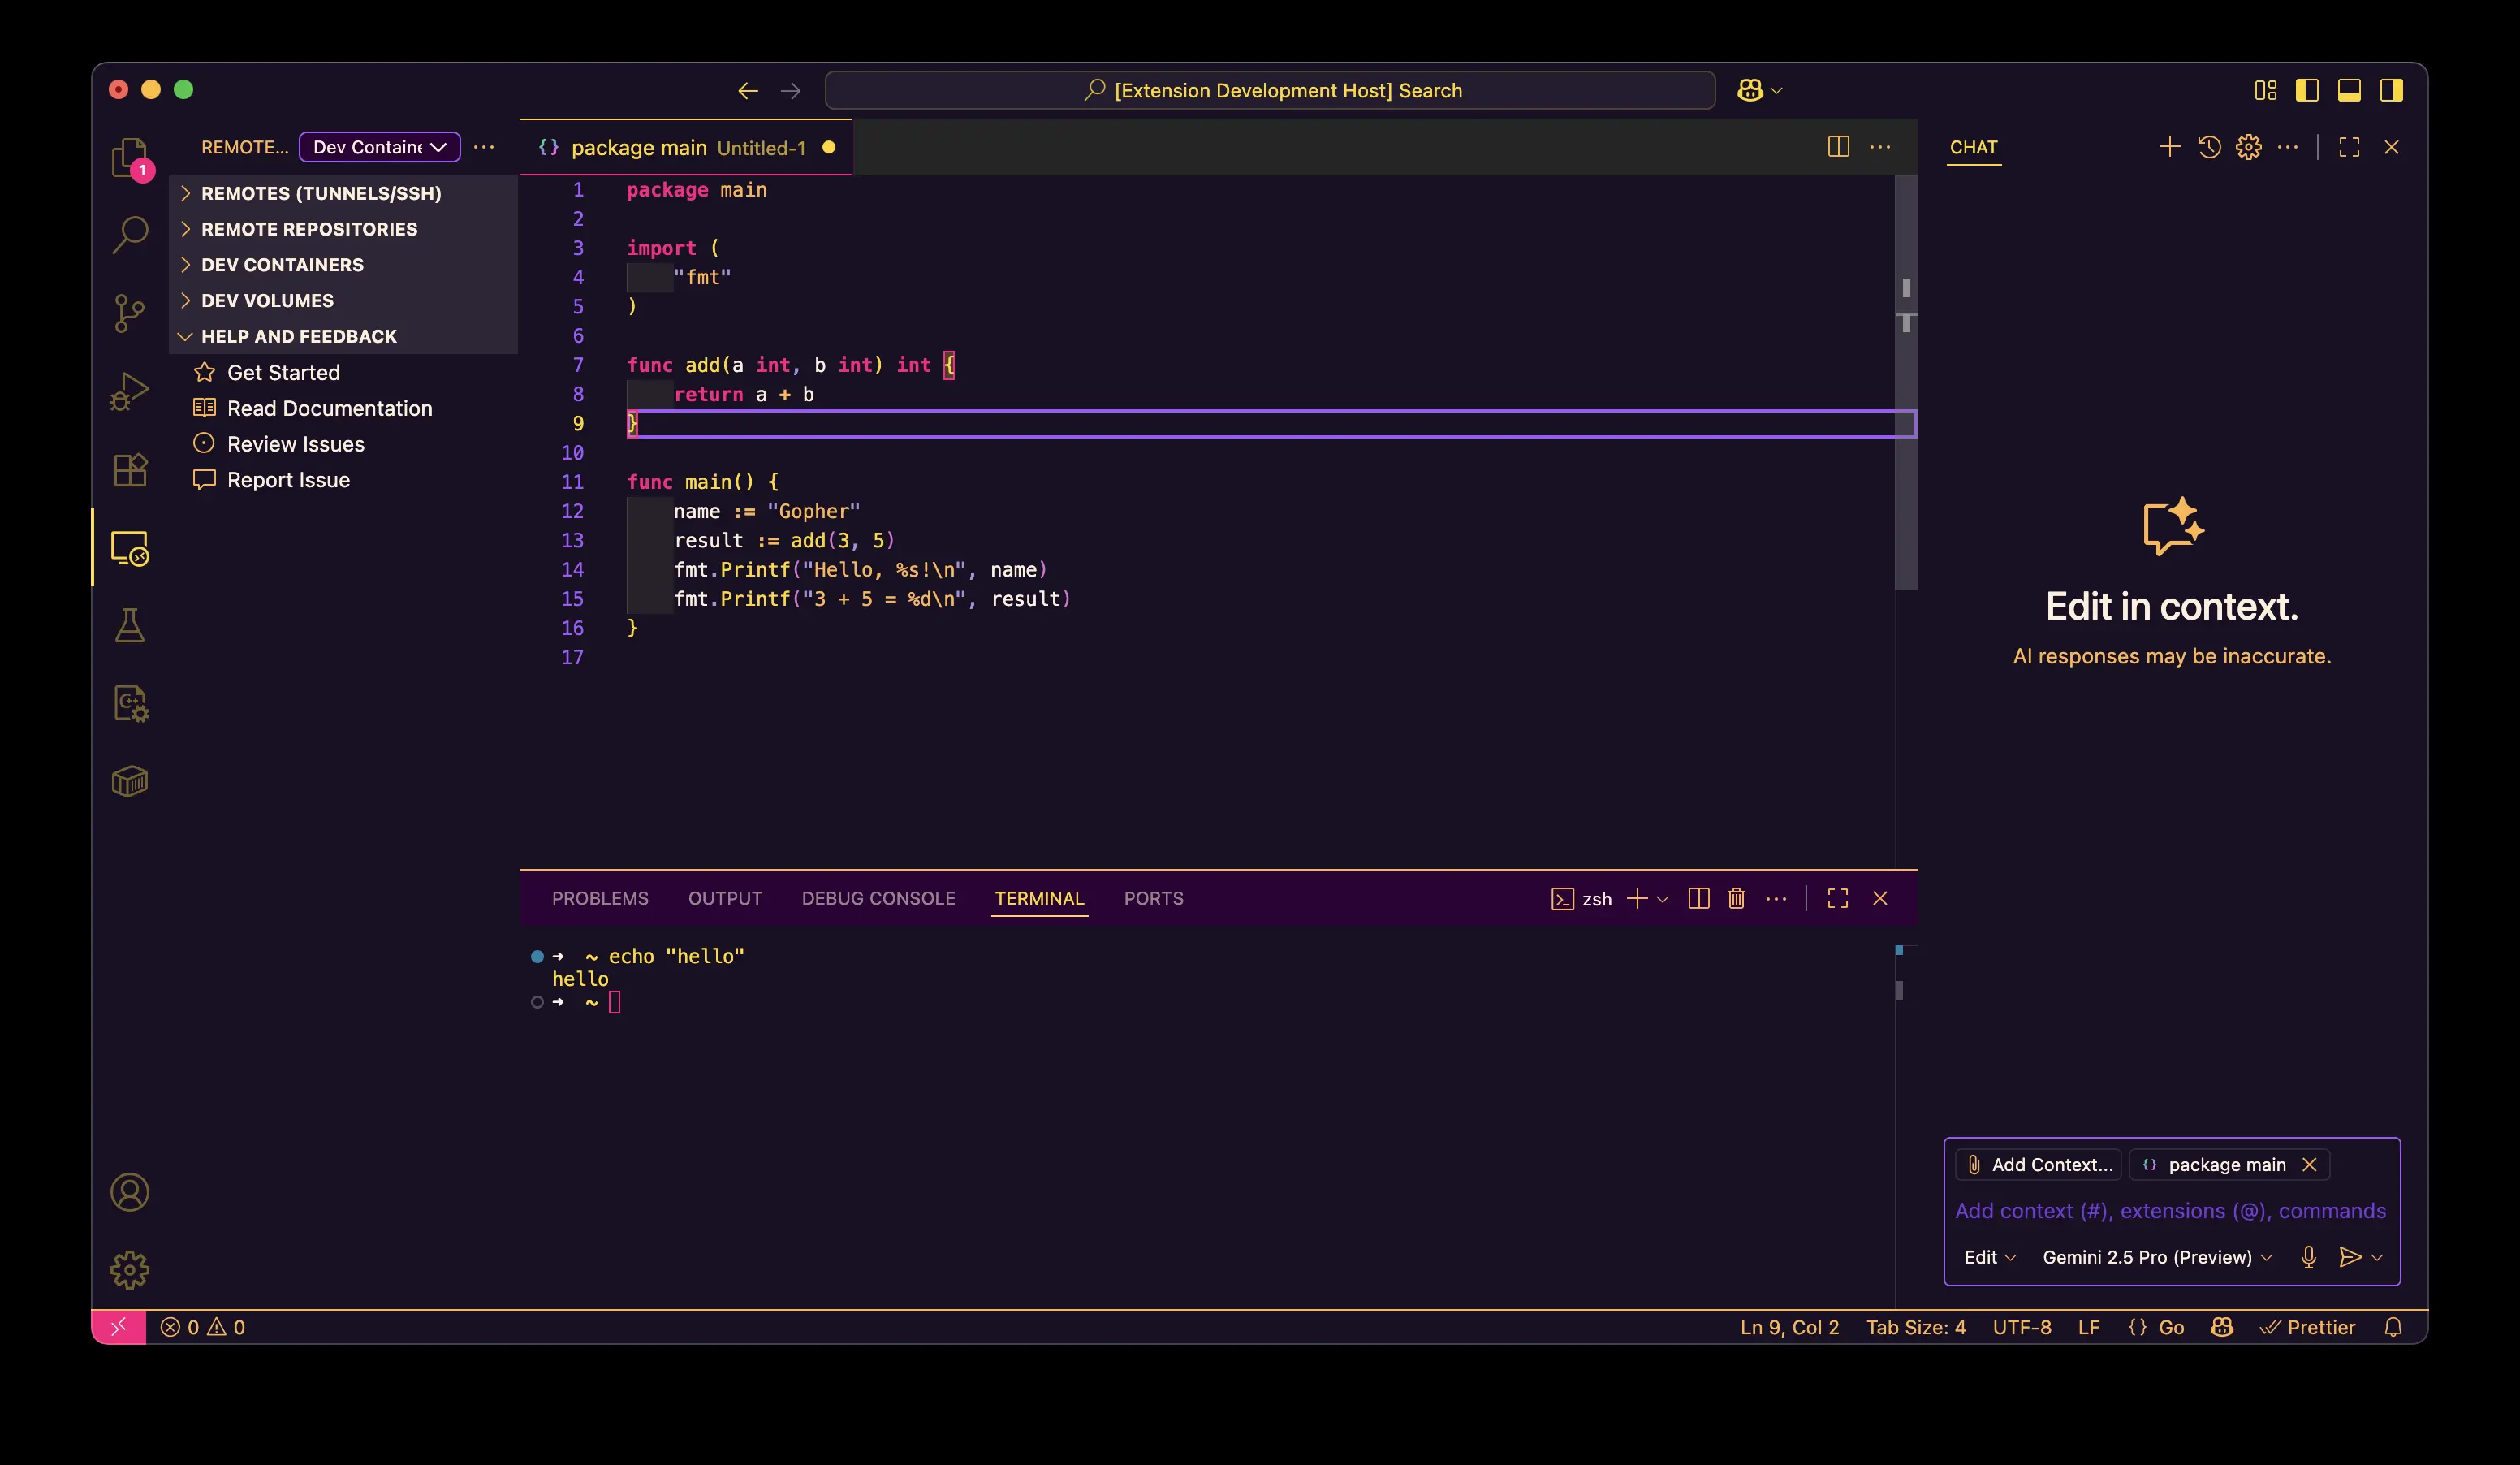 [Extension Development Host] Search
REMOTE...
Dev Containe
1
REMOTES (TUNNELS/SSH)
REMOTE REPOSITORIES
DEV CONTAINERS
DEV VOLUMES
HELP AND FEEDBACK
Get Started
Read Documentation
Review Issues
Report Issue
{} package main Untitled-1
1 package main
2
3 import (
4     "fmt"
5 )
6
7 func add(a int, b int) int {
8     return a + b
9 }
10
11 func main() {
12     name := "Gopher"
13     result := add(3, 5)
14     fmt.Printf("Hello, %s!\n", name)
15     fmt.Printf("3 + 5 = %d\n", result)
16 }
17
PROBLEMS OUTPUT DEBUG CONSOLE TERMINAL PORTS
zsh
➜ ~ echo "hello"
hello
➜ ~
CHAT
Edit in context.
AI responses may be inaccurate.
Add Context... {} package main
Add context (#), extensions (@), commands
Edit Gemini 2.5 Pro (Preview)
0 0
Ln 9, Col 2 Tab Size: 4 UTF-8 LF {} Go Prettier